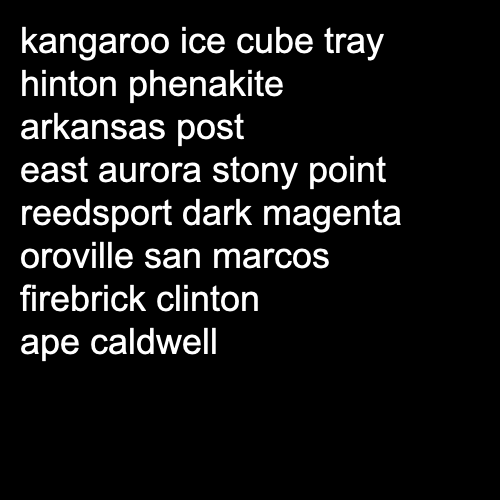 kangaroo ice cube tray
hinton phenakite
arkansas post
east aurora stony point
reedsport dark magenta
oroville san marcos
firebrick clinton
ape caldwell